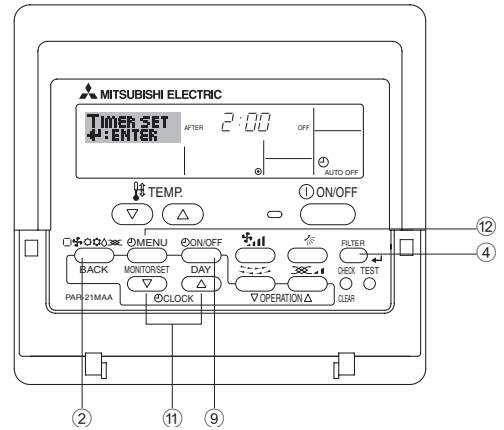 MITSUBISHI ELECTRIC
TIMER SET
↵:ENTER
AFTER 2:00 OFF
AUTO OFF
TEMP.
ON/OFF
MENU ON/OFF FILTER
BACK MONITOR/SET DAY CHECK TEST
PAR-21MAA CLOCK OPERATION CLEAR
⑫
④
② ⑪ ⑨